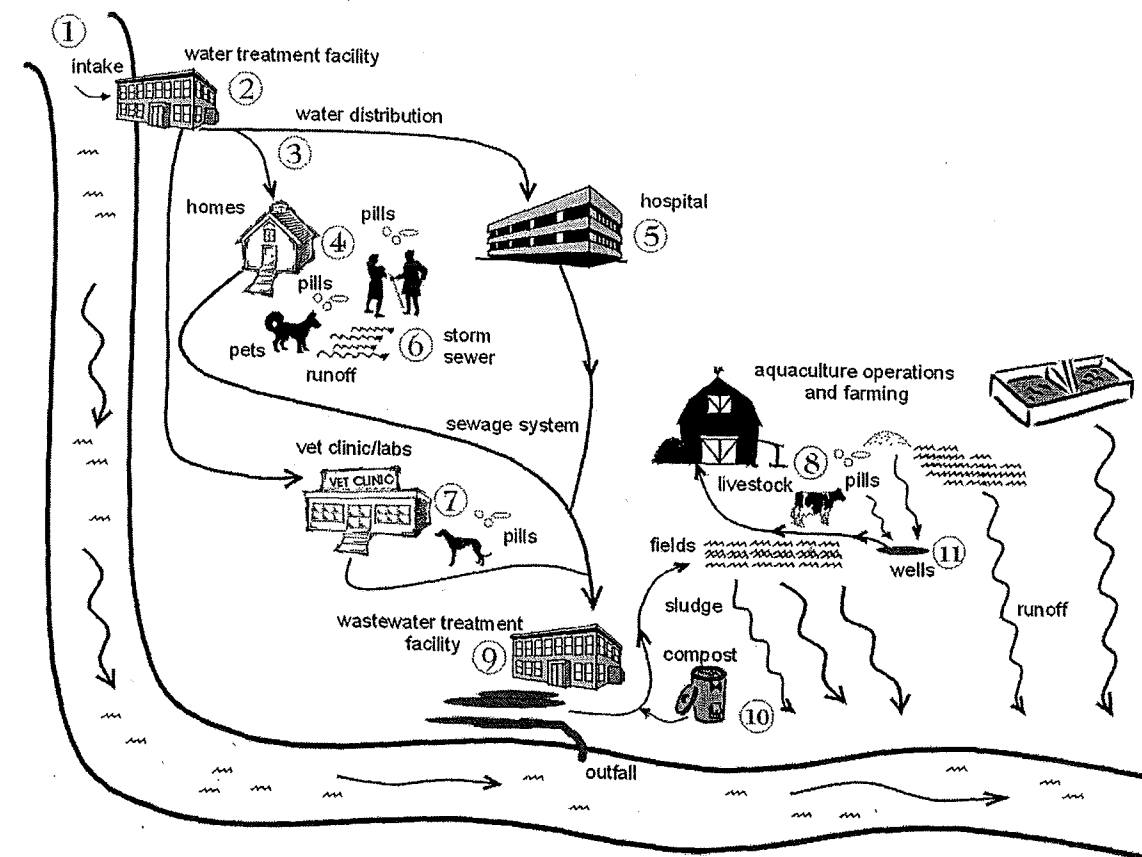 ①
intake
water treatment facility
②
water distribution
③
homes
④
pills
hospital
⑤
pills
pets
⑥
storm
sewer
runoff
sewage system
aquaculture operations
and farming
vet clinic/labs
VET CLINIC
⑦
pills
⑧
pills
livestock
fields
⑪
wells
sludge
runoff
wastewater treatment
facility
⑨
compost
⑩
outfall